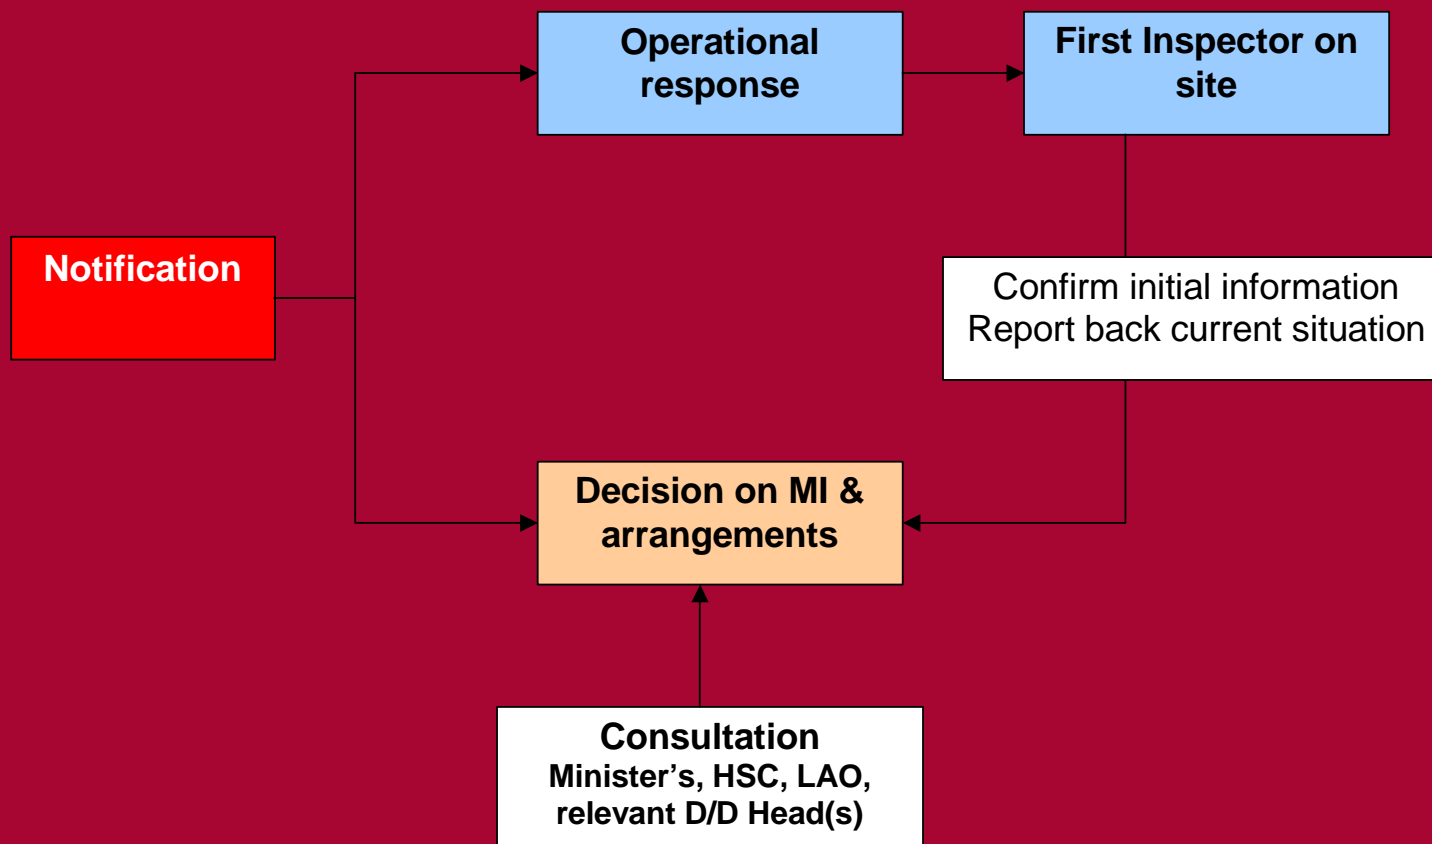 Operational
response
First Inspector on
site
Notification
Confirm initial information
Report back current situation
Decision on MI &
arrangements
Consultation
Minister’s, HSC, LAO,
relevant D/D Head(s)